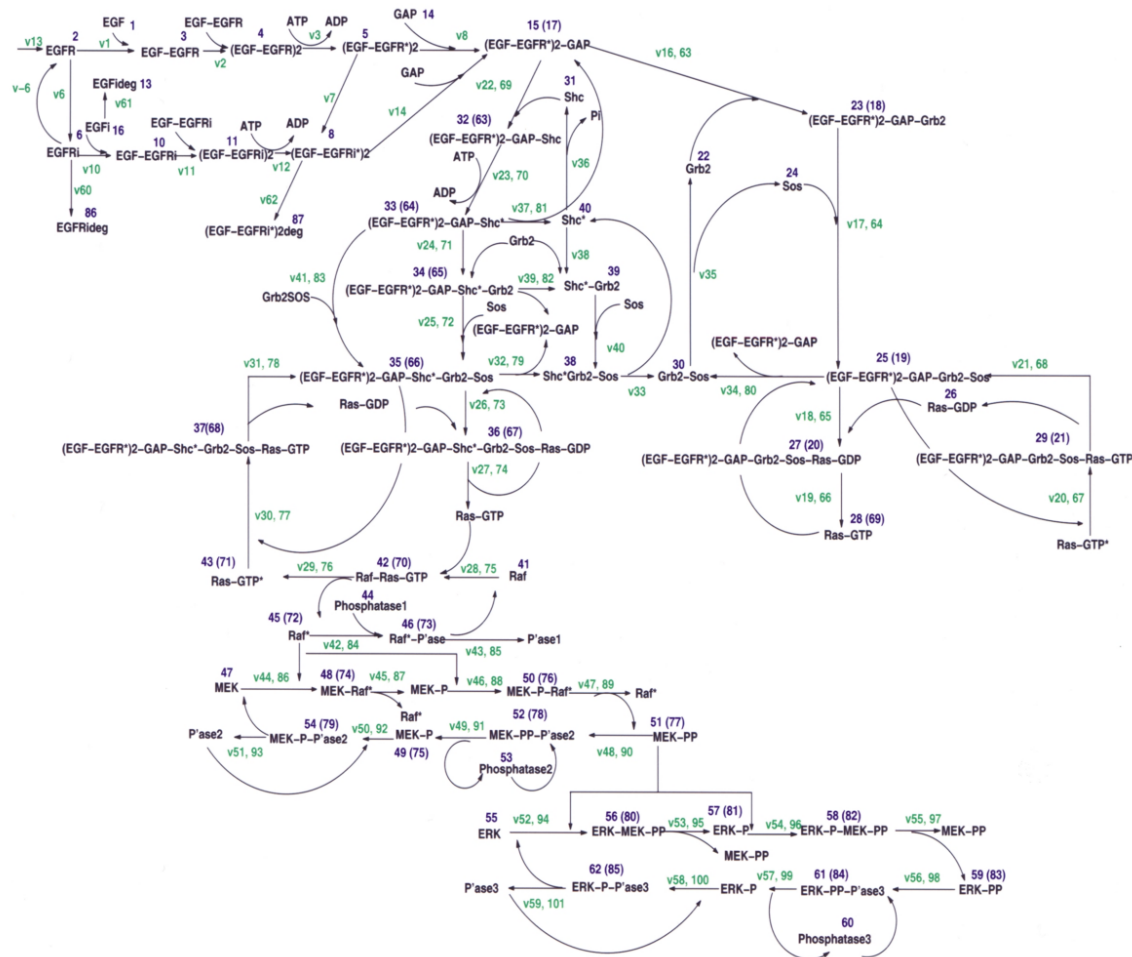 EGF 1
EGF-EGFR
ATP
ADP
GAP 14
2
3
4
v3
5
15 (17)
v13
EGFR
v1
EGF-EGFR
v2
(EGF-EGFR)2
(EGF-EGFR*)2
v8
(EGF-EGFR*)2-GAP
v16, 63
v-6
v6
EGFideg 13
v61
EGFi 16
EGF-EGFRi
ATP
ADP
v7
GAP
v14
v22, 69
31
Shc
Pi
23 (18)
(EGF-EGFR*)2-GAP-Grb2
6
10
11
8
32 (63)
EGFRi
v10
EGF-EGFRi
v11
(EGF-EGFRi)2
v12
(EGF-EGFRi*)2
(EGF-EGFR*)2-GAP-Shc
22
Grb2
24
Sos
v60
v62
ATP
v23, 70
v36
ADP
86
EGFRideg
87
(EGF-EGFRi*)2deg
33 (64)
(EGF-EGFR*)2-GAP-Shc*
v37, 81
40
Shc*
v17, 64
v24, 71
Grb2
v38
v35
34 (65)
39
v41, 83
(EGF-EGFR*)2-GAP-Shc*-Grb2
v39, 82
Shc*-Grb2
Grb2SOS
Sos
Sos
v25, 72
(EGF-EGFR*)2-GAP
v40
(EGF-EGFR*)2-GAP
v31, 78
35 (66)
v32, 79
38
30
25 (19)
v21, 68
(EGF-EGFR*)2-GAP-Shc*-Grb2-Sos
Shc*Grb2-Sos
v33
Grb2-Sos
v34, 80
(EGF-EGFR*)2-GAP-Grb2-Sos
Ras-GDP
v26, 73
v18, 65
26
Ras-GDP
37(68)
36 (67)
27 (20)
29 (21)
(EGF-EGFR*)2-GAP-Shc*-Grb2-Sos-Ras-GTP
(EGF-EGFR*)2-GAP-Shc*-Grb2-Sos-Ras-GDP
(EGF-EGFR*)2-GAP-Grb2-Sos-Ras-GDP
(EGF-EGFR*)2-GAP-Grb2-Sos-Ras-GTP
v27, 74
v19, 66
v20, 67
v30, 77
Ras-GTP
28 (69)
Ras-GTP
Ras-GTP*
43 (71)
Ras-GTP*
v29, 76
42 (70)
Raf-Ras-GTP
v28, 75
41
Raf
44
Phosphatase1
45 (72)
Raf*
46 (73)
Raf*-P'ase
P'ase1
v42, 84
v43, 85
47
MEK
v44, 86
48 (74)
MEK-Raf*
v45, 87
MEK-P
v46, 88
50 (76)
MEK-P-Raf*
v47, 89
Raf*
Raf*
P'ase2
54 (79)
MEK-P-P'ase2
v50, 92
MEK-P
49 (75)
v49, 91
52 (78)
MEK-PP-P'ase2
51 (77)
MEK-PP
v48, 90
v51, 93
53
Phosphatase2
55
ERK
v52, 94
56 (80)
ERK-MEK-PP
v53, 95
57 (81)
ERK-P
v54, 96
58 (82)
ERK-P-MEK-PP
v55, 97
MEK-PP
MEK-PP
P'ase3
62 (85)
ERK-P-P'ase3
v58, 100
ERK-P
v57, 99
61 (84)
ERK-PP-P'ase3
v56, 98
59 (83)
ERK-PP
v59, 101
60
Phosphatase3